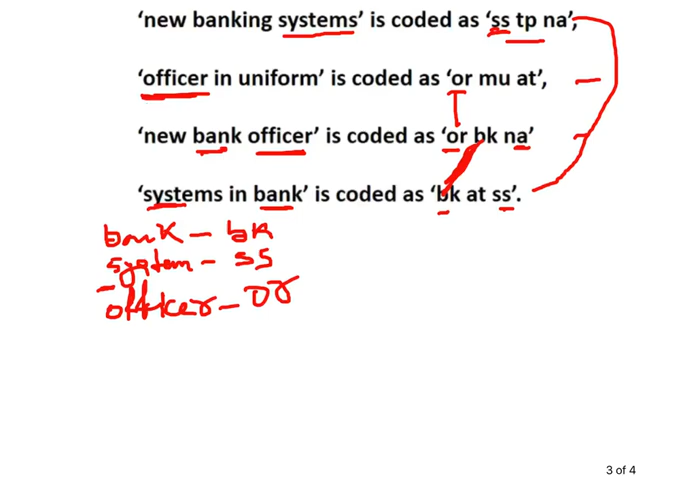 ‘new banking systems’ is coded as ‘ss tp na’,
‘officer in uniform’ is coded as ‘or mu at’,
‘new bank officer’ is coded as ‘or bk na’
‘systems in bank’ is coded as ‘bk at ss’.
bank – bk
system – ss
officer – or
3 of 4